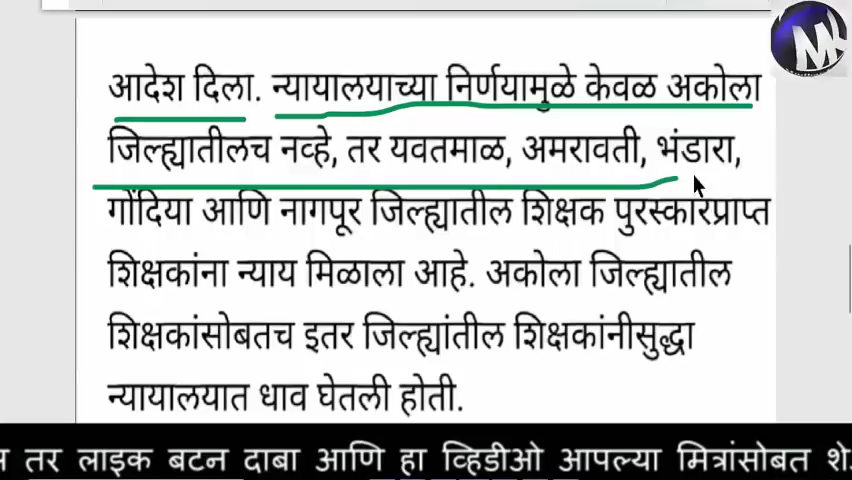 आदेश दिला. न्यायालयाच्या निर्णयामुळे केवळ अकोला
जिल्ह्यातीलच नव्हे, तर यवतमाळ, अमरावती, भंडारा,
गोंदिया आणि नागपूर जिल्ह्यातील शिक्षक पुरस्कारप्राप्त
शिक्षकांना न्याय मिळाला आहे. अकोला जिल्ह्यातील
शिक्षकांसोबतच इतर जिल्ह्यांतील शिक्षकांनीसुद्धा
न्यायालयात धाव घेतली होती.
तर लाइक बटन दाबा आणि हा व्हिडीओ आपल्या मित्रांसोबत